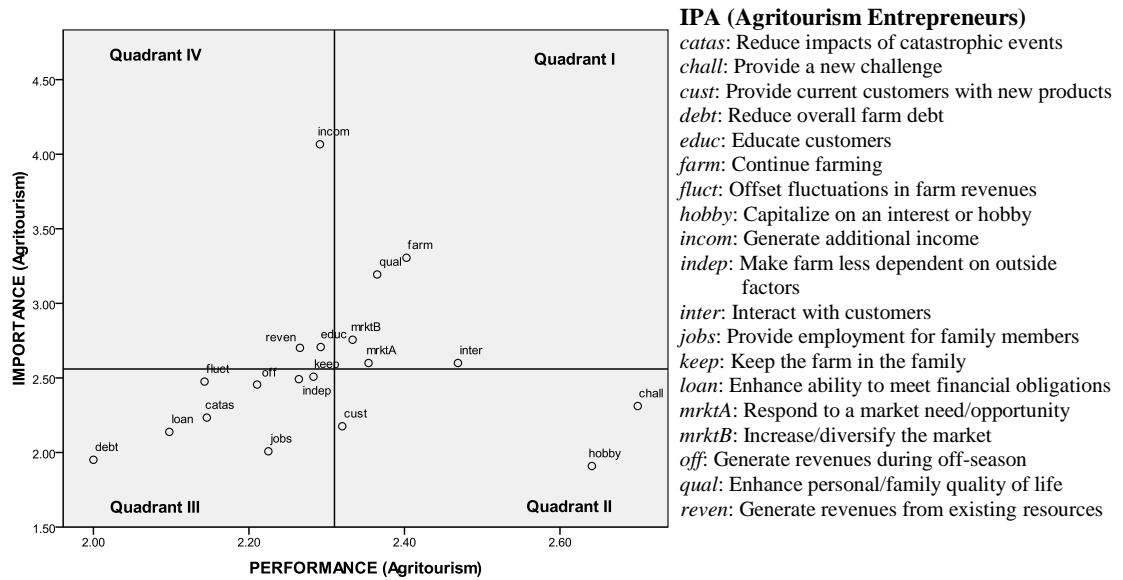 Quadrant IV
Quadrant I
4.50
incom
4.00
IMPORTANCE (Agritourism)
3.50
farm
qual
3.00
mrktB
educ
reven
mrktA
inter
keep
2.50
fluct
off
indep
chall
catas
cust
loan
jobs
2.00
debt
hobby
Quadrant III
Quadrant II
1.50
2.00
2.20
2.40
2.60
PERFORMANCE (Agritourism)
IPA (Agritourism Entrepreneurs)
catas: Reduce impacts of catastrophic events
chall: Provide a new challenge
cust: Provide current customers with new products
debt: Reduce overall farm debt
educ: Educate customers
farm: Continue farming
fluct: Offset fluctuations in farm revenues
hobby: Capitalize on an interest or hobby
incom: Generate additional income
indep: Make farm less dependent on outside
factors
inter: Interact with customers
jobs: Provide employment for family members
keep: Keep the farm in the family
loan: Enhance ability to meet financial obligations
mrktA: Respond to a market need/opportunity
mrktB: Increase/diversify the market
off: Generate revenues during off-season
qual: Enhance personal/family quality of life
reven: Generate revenues from existing resources